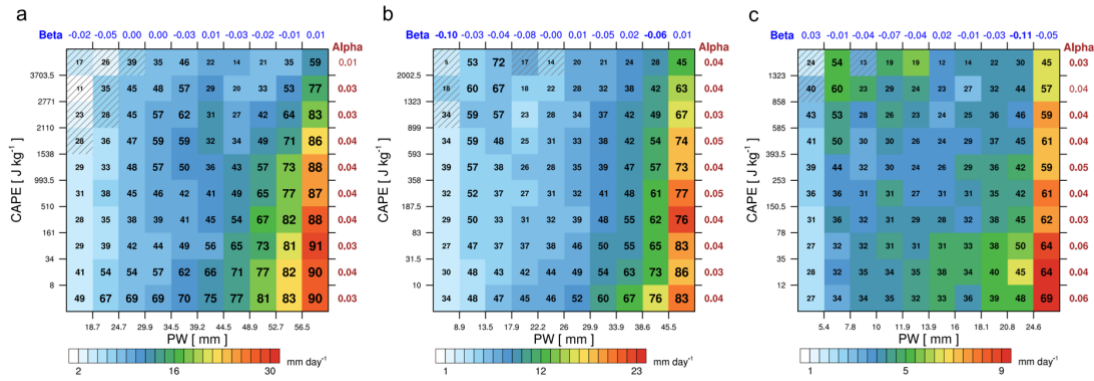 a
Beta -0.02 -0.05 0.00 0.00 -0.03 0.01 -0.03 -0.02 -0.01 0.01
Alpha
17 26 39 35 46 22 14 21 35 59 0.01
3703.5
11 35 45 48 57 29 20 33 53 77 0.03
2771
23 28 45 57 62 31 27 42 64 83 0.03
2110
28 36 47 59 59 32 34 49 71 86 0.04
1538
29 33 48 57 50 36 43 57 73 88 0.04
993.5
31 38 45 46 42 41 49 65 77 87 0.04
510
28 35 38 39 41 45 54 67 82 88 0.04
161
29 39 42 44 49 56 65 73 81 91 0.03
34
41 54 54 57 62 66 71 77 82 90 0.04
8
49 67 69 69 70 75 77 81 83 90 0.03
CAPE [ J kg-1 ]
18.7 24.7 29.9 34.5 39.2 44.5 48.9 52.7 56.5
PW [ mm ]
2 16 30 mm day-1
b
-0.10 -0.03 -0.04 -0.08 -0.00 -0.04 -0.05 0.02 -0.06 0.01
53 72 17 14 20 21 24 28 45 0.04
2002.5
18 60 67 18 22 28 30 32 42 63 0.04
1323
34 59 57 23 28 34 37 42 49 67 0.03
899
34 59 48 25 31 33 38 44 54 74 0.05
593.5
39 57 38 26 31 35 40 47 57 73 0.04
358
32 52 37 27 31 32 41 48 61 77 0.05
187.5
29 50 33 31 32 39 48 55 62 76 0.04
83
27 47 37 37 38 46 50 55 65 83 0.04
31.5
30 48 43 42 44 49 54 63 73 86 0.03
10
34 48 47 45 46 52 60 67 76 83 0.04
CAPE [ J kg-1 ]
8.9 13.5 17.9 22.2 26 29.9 33.9 38.6 45.5
PW [ mm ]
1 12 23 mm day-1
c
0.03 -0.01 -0.04 -0.07 -0.04 0.02 -0.01 -0.03 -0.11 -0.05
Alpha
24 54 13 19 19 12 14 22 30 45 0.03
1323
40 60 23 24 23 27 32 44 57 0.04
858
43 53 28 26 23 24 25 36 46 59 0.04
585
41 50 30 30 26 26 31 35 42 61 0.05
393.5
39 44 32 30 24 26 29 36 42 59 0.04
253
36 36 31 27 26 31 31 35 42 61 0.04
150.5
31 36 32 28 29 31 28 38 45 62 0.03
78
27 32 32 31 31 33 33 38 50 64 0.06
35
28 32 35 34 38 31 34 40 45 64 0.04
12
27 34 35 35 32 33 36 39 48 69 0.06
CAPE [ J kg-1 ]
5.4 7.8 10 11.9 13.9 16 18.1 20.8 24.6
PW [ mm ]
1 5 9 mm day-1